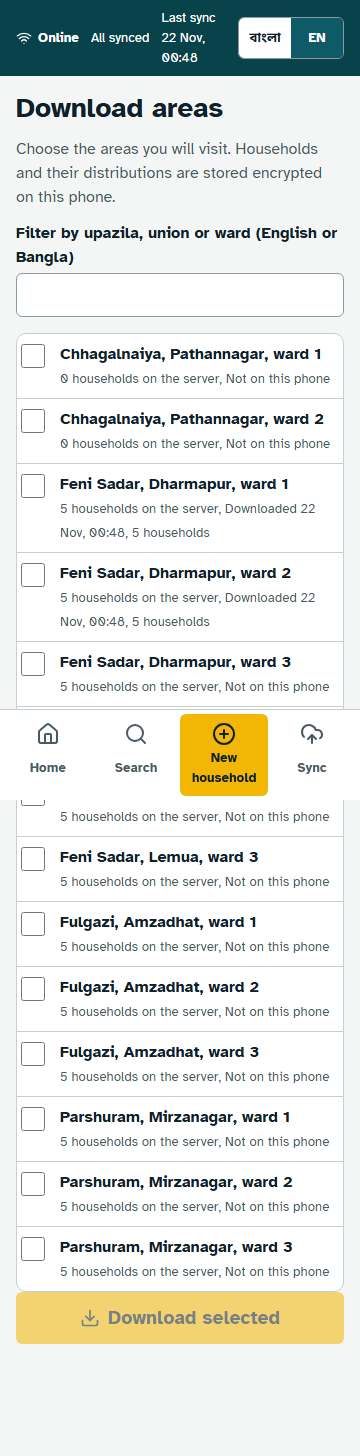 Online All synced Last sync
22 Nov,
00:48
বাংলা EN
Download areas
Choose the areas you will visit. Households
and their distributions are stored encrypted
on this phone.
Filter by upazila, union or ward (English or
Bangla)
Chhagalnaiya, Pathannagar, ward 1
0 households on the server, Not on this phone
Chhagalnaiya, Pathannagar, ward 2
0 households on the server, Not on this phone
Feni Sadar, Dharmapur, ward 1
5 households on the server, Downloaded 22
Nov, 00:48, 5 households
Feni Sadar, Dharmapur, ward 2
5 households on the server, Downloaded 22
Nov, 00:48, 5 households
Feni Sadar, Dharmapur, ward 3
5 households on the server, Not on this phone
Home
Search
New
household
Sync
5 households on the server, Not on this phone
Feni Sadar, Lemua, ward 3
5 households on the server, Not on this phone
Fulgazi, Amzadhat, ward 1
5 households on the server, Not on this phone
Fulgazi, Amzadhat, ward 2
5 households on the server, Not on this phone
Fulgazi, Amzadhat, ward 3
5 households on the server, Not on this phone
Parshuram, Mirzanagar, ward 1
5 households on the server, Not on this phone
Parshuram, Mirzanagar, ward 2
5 households on the server, Not on this phone
Parshuram, Mirzanagar, ward 3
5 households on the server, Not on this phone
Download selected